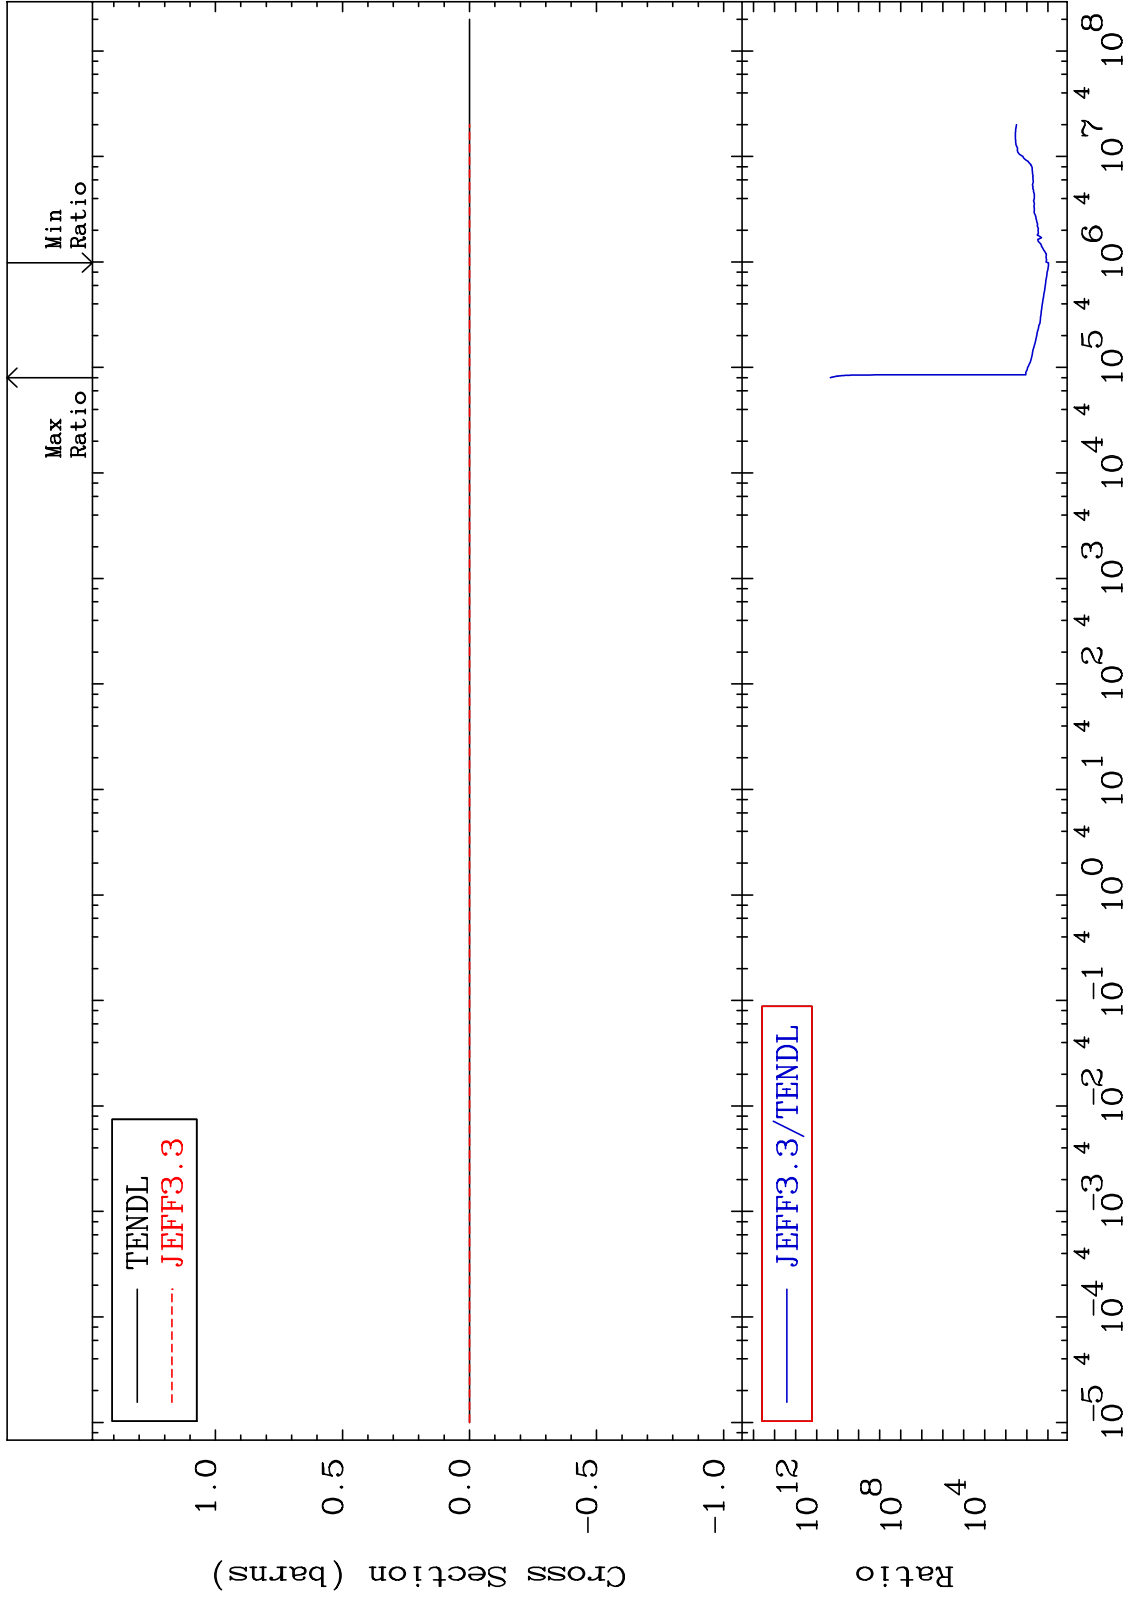 Max
Ratio
Min
Ratio
Cross Section (barns)
1.0
0.5
0.0
-0.5
-1.0
TENDL
JEFF3.3
Ratio
10^12
10^8
10^4
JEFF3.3/TENDL
10^-5 4 10^-4 4 10^-3 4 10^-2 4 10^-1 4 10^0 4 10^1 4 10^2 4 10^3 4 10^4 4 10^5 4 10^6 4 10^7 4 10^8